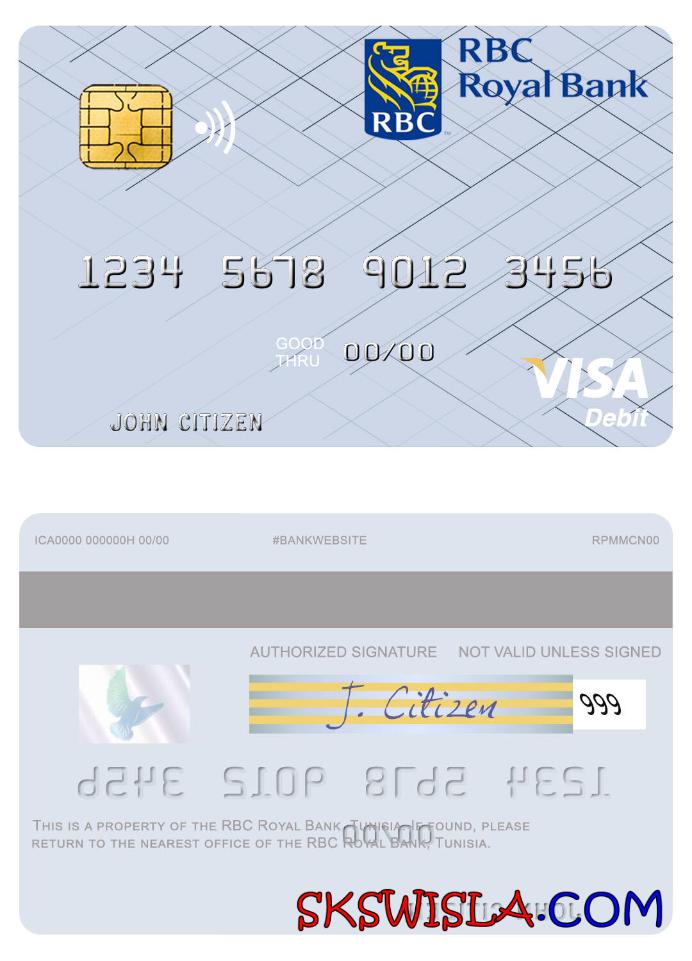 RBC
Royal Bank
RBC
TM
1234 5678 9012 3456
GOOD
THRU 00/00
VISA
Debit
JOHN CITIZEN
ICA0000 000000H 00/00 #BANKWEBSITE RPMMCN00
AUTHORIZED SIGNATURE NOT VALID UNLESS SIGNED
J. Citizen 999
1234 5678 9012 3456
THIS IS A PROPERTY OF THE RBC ROYAL BANK, TUNISIA. IF FOUND, PLEASE
00/00
RETURN TO THE NEAREST OFFICE OF THE RBC ROYAL BANK, TUNISIA.
JOHN CITIZEN
SKSWISLA.COM